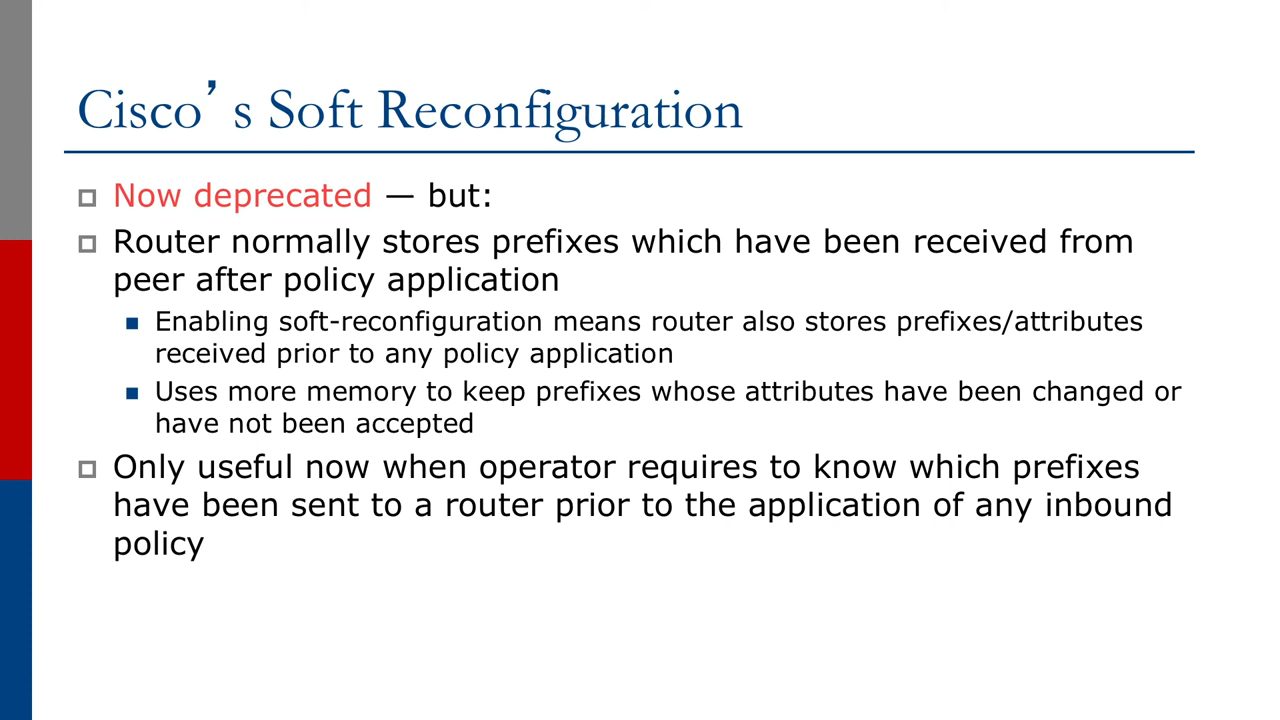 Cisco’s Soft Reconfiguration
Now deprecated — but:
Router normally stores prefixes which have been received from
peer after policy application
Enabling soft-reconfiguration means router also stores prefixes/attributes
received prior to any policy application
Uses more memory to keep prefixes whose attributes have been changed or
have not been accepted
Only useful now when operator requires to know which prefixes
have been sent to a router prior to the application of any inbound
policy